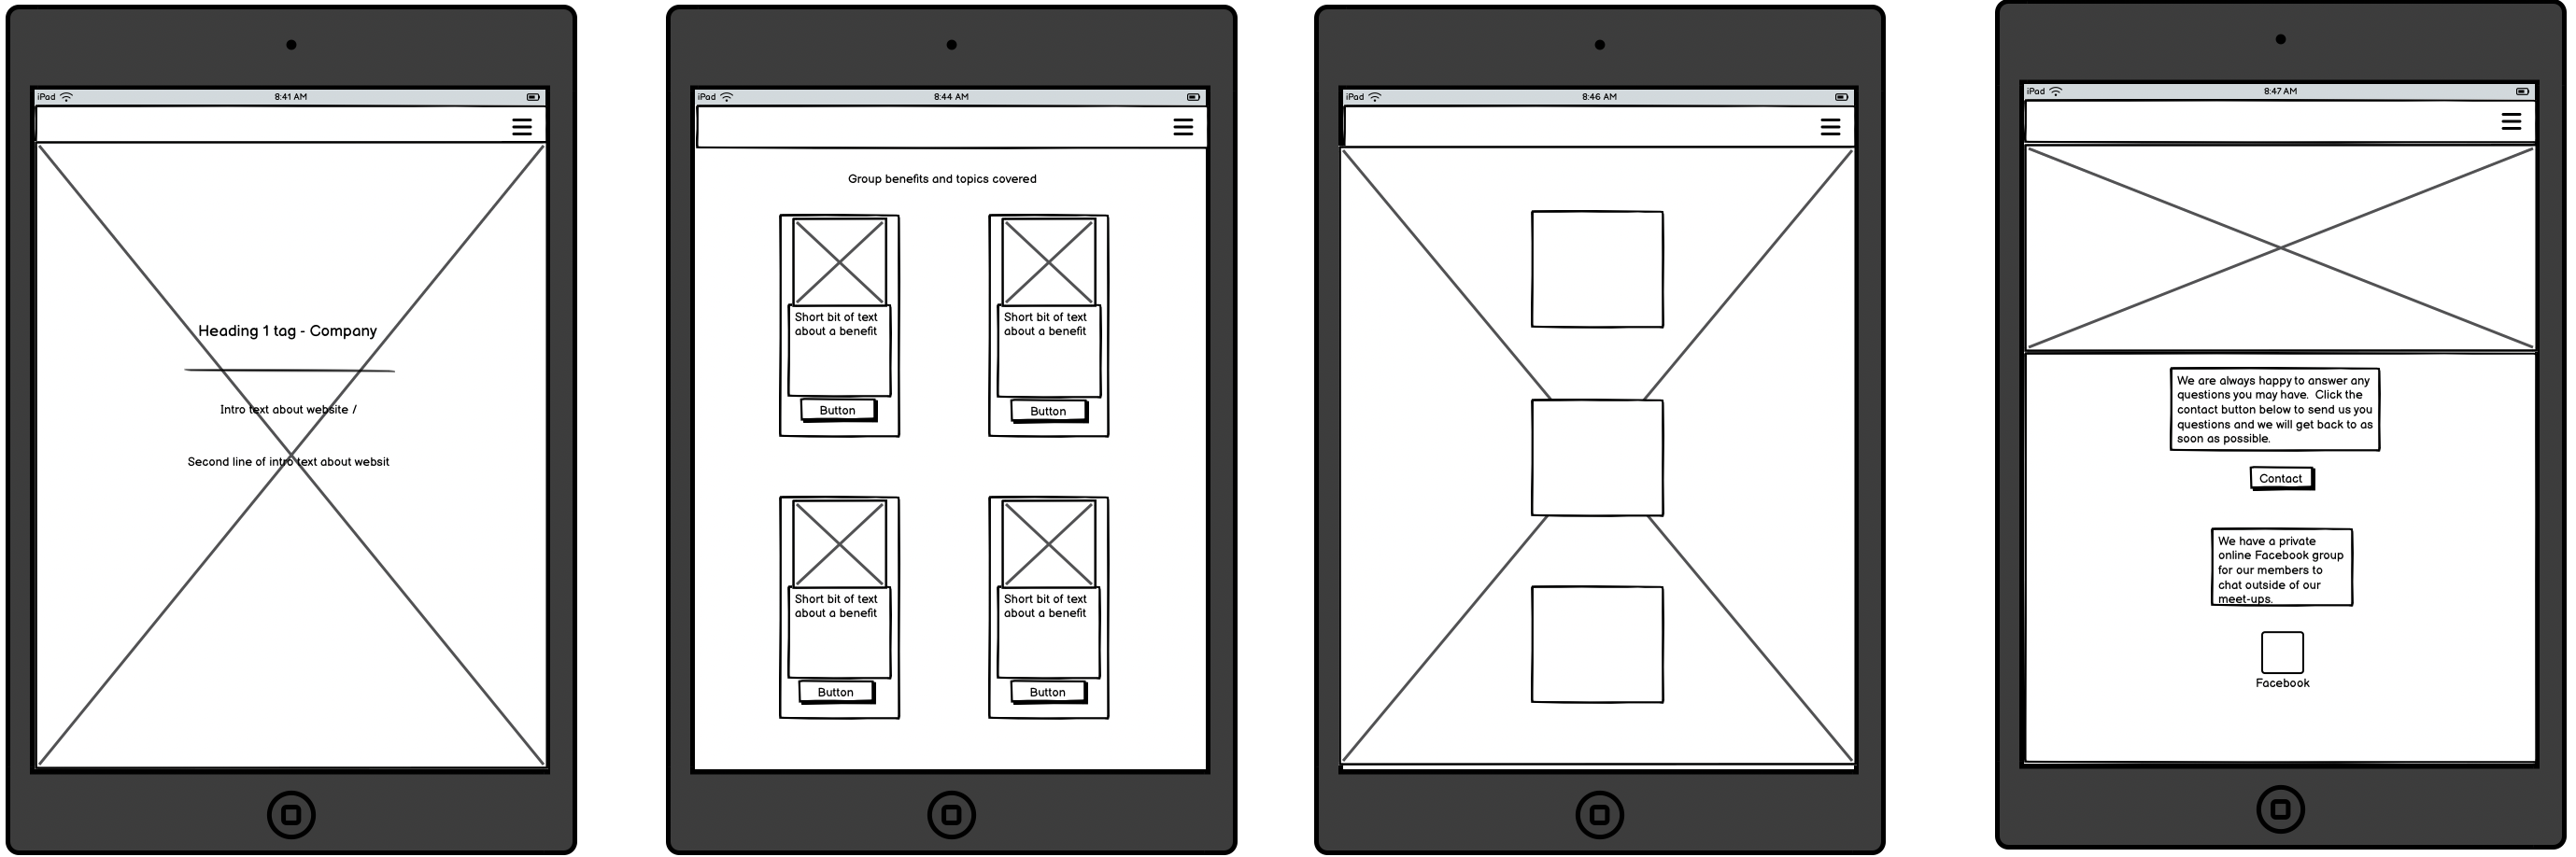 iPad 8:41 AM
Heading 1 tag - Company
Intro text about website /
Second line of intro text about websit
iPad 8:44 AM
Group benefits and topics covered
Short bit of text
about a benefit
Button
Short bit of text
about a benefit
Button
Short bit of text
about a benefit
Button
Short bit of text
about a benefit
Button
iPad 8:46 AM
iPad 8:47 AM
We are always happy to answer any
questions you may have. Click the
contact button below to send us you
questions and we will get back to as
soon as possible.
Contact
We have a private
online Facebook group
for our members to
chat outside of our
meet-ups.
Facebook